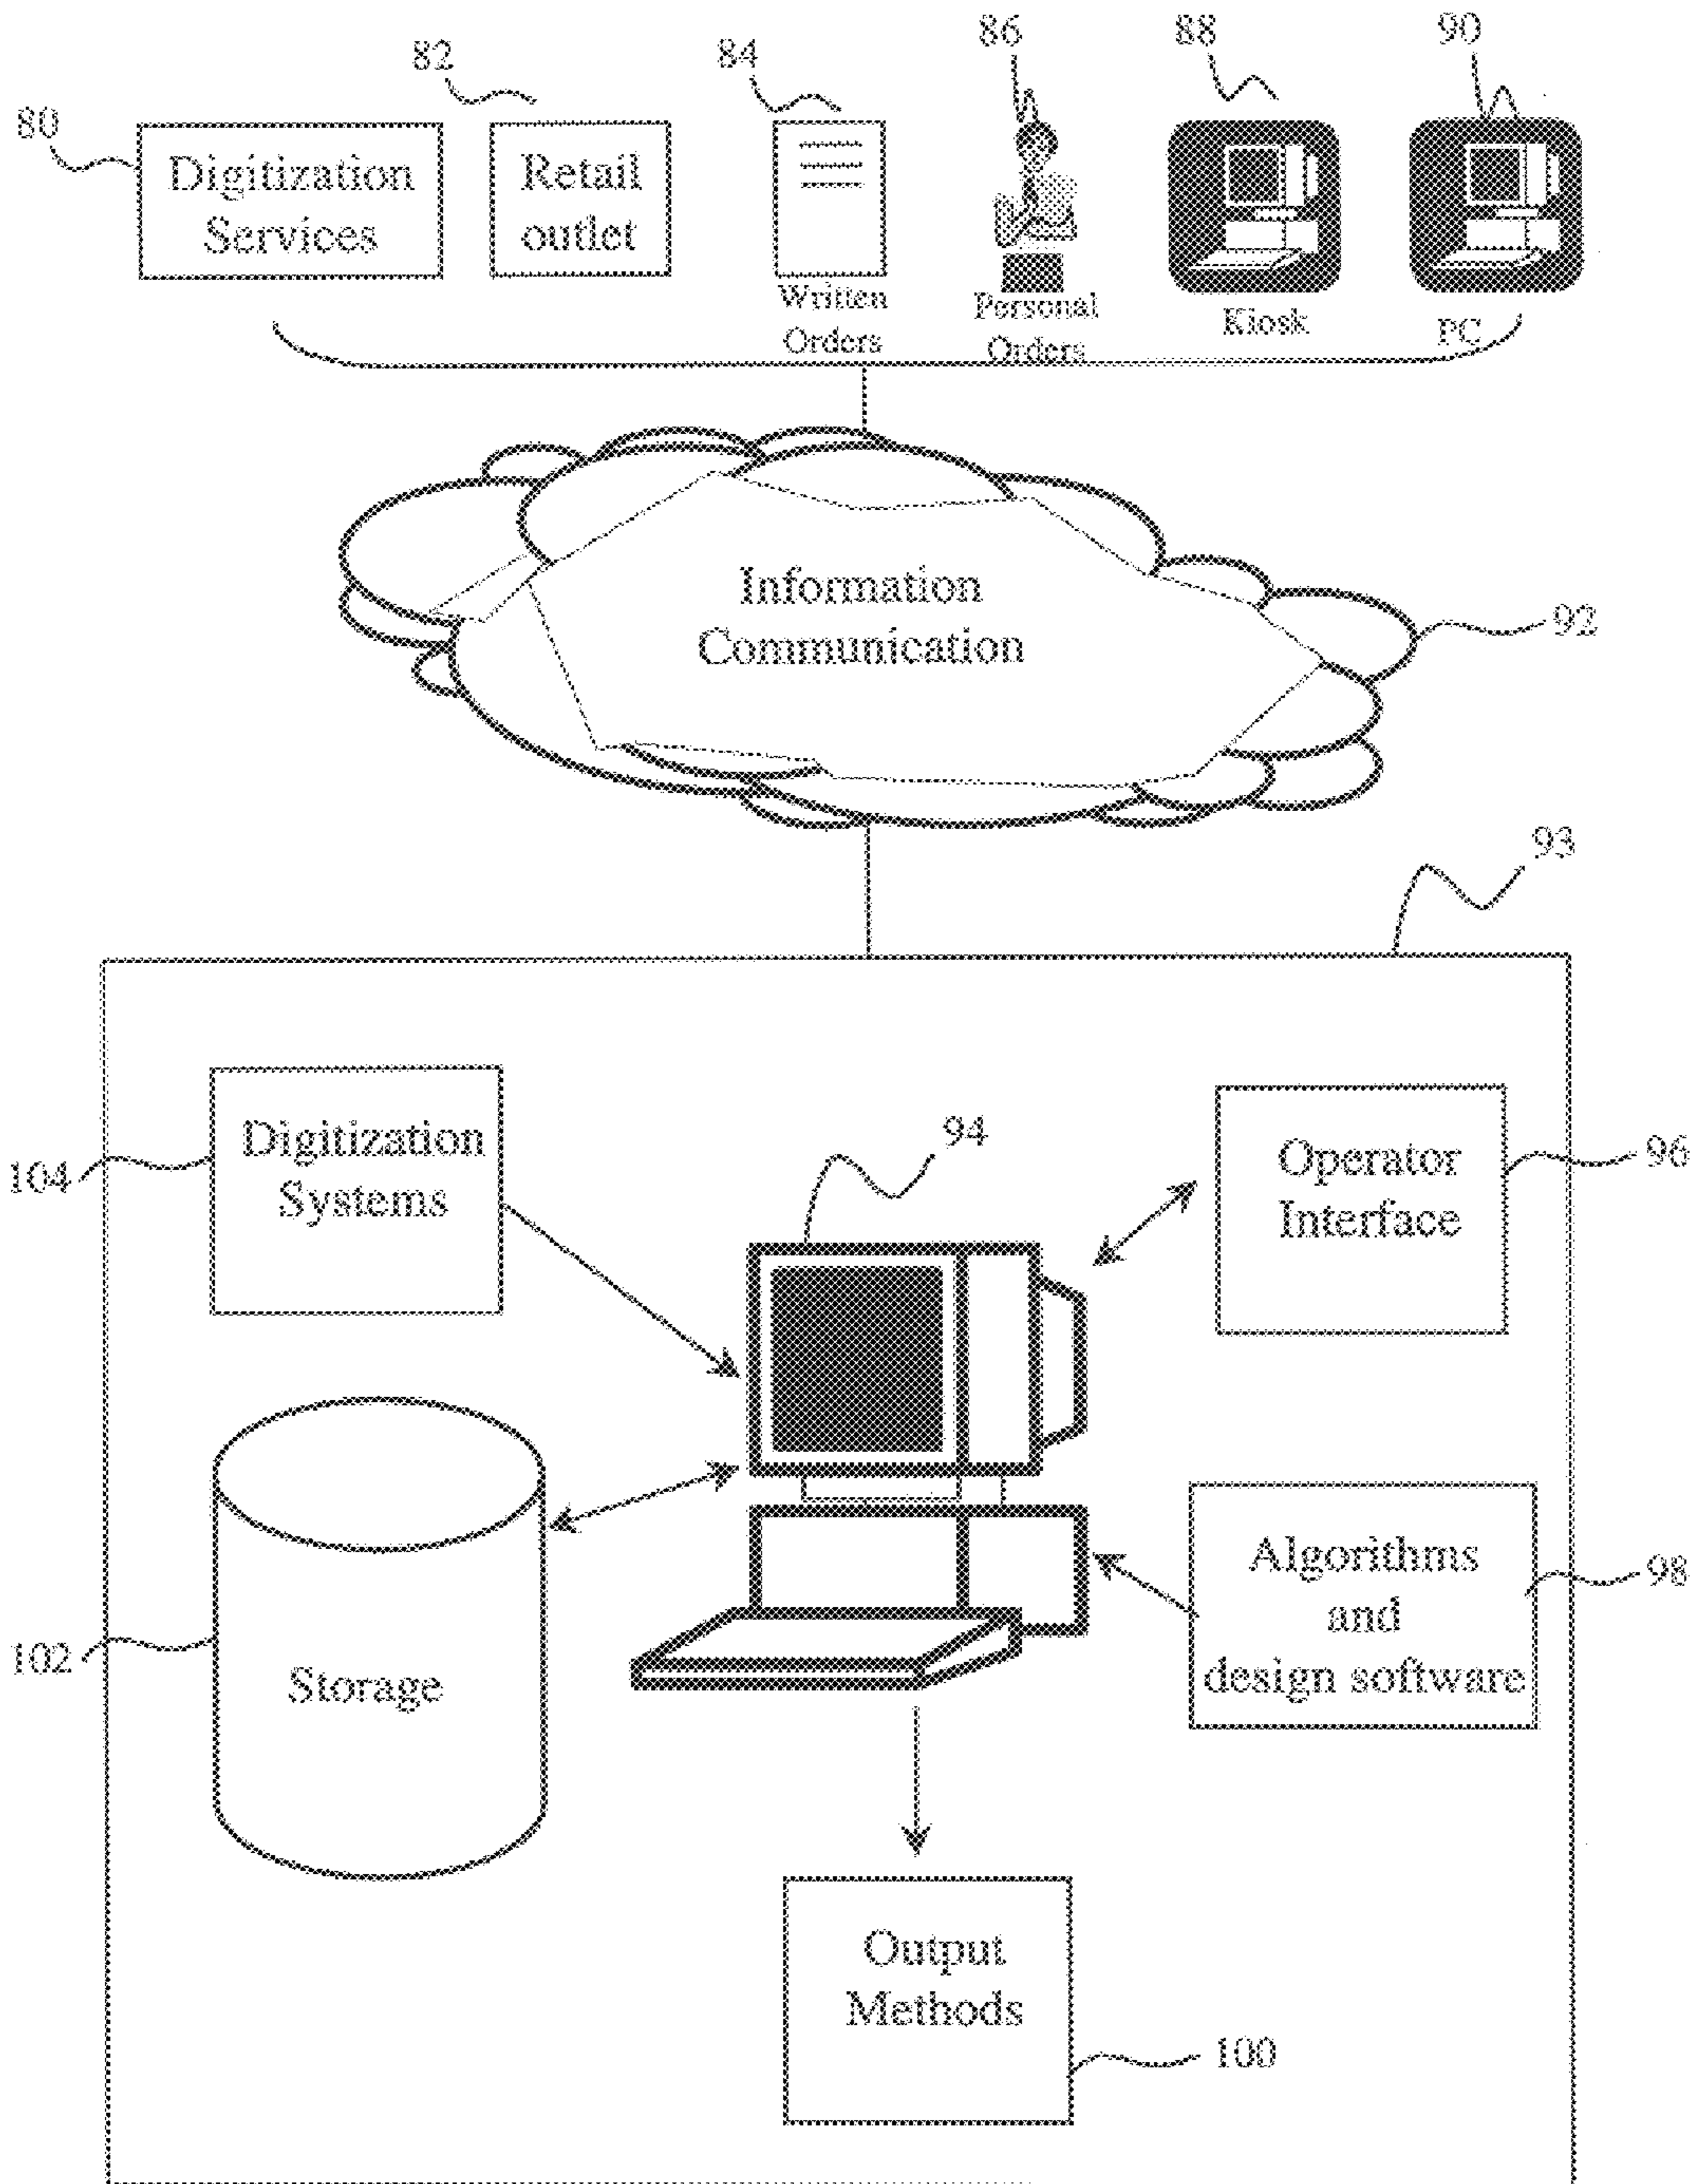 80
82
84
86
88
90
Digitization
Services
Retail
outlet
Written
Orders
Personal
Orders
Kiosk
PC
Information
Communication
92
93
104
Digitization
Systems
94
Operator
Interface
96
102
Storage
Algorithms
and
design software
98
Output
Methods
100